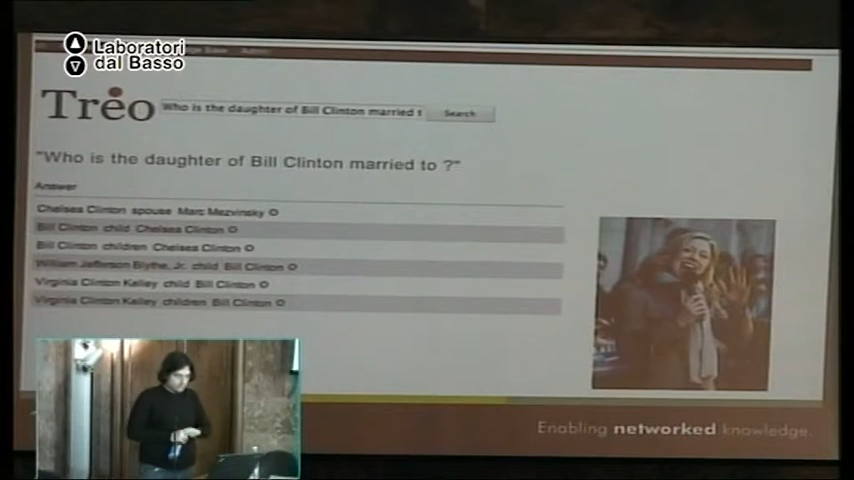 Laboratori
dal Basso
Treo
Who is the daughter of Bill Clinton married t
Search
"Who is the daughter of Bill Clinton married to ?"
Answer
Chelsea Clinton spouse Marc Mezvinsky
Bill Clinton child Chelsea Clinton
Bill Clinton children Chelsea Clinton
William Jefferson Blythe, Jr. child Bill Clinton
Virginia Clinton Kelley child Bill Clinton
Virginia Clinton Kelley children Bill Clinton
Enabling networked knowledge.